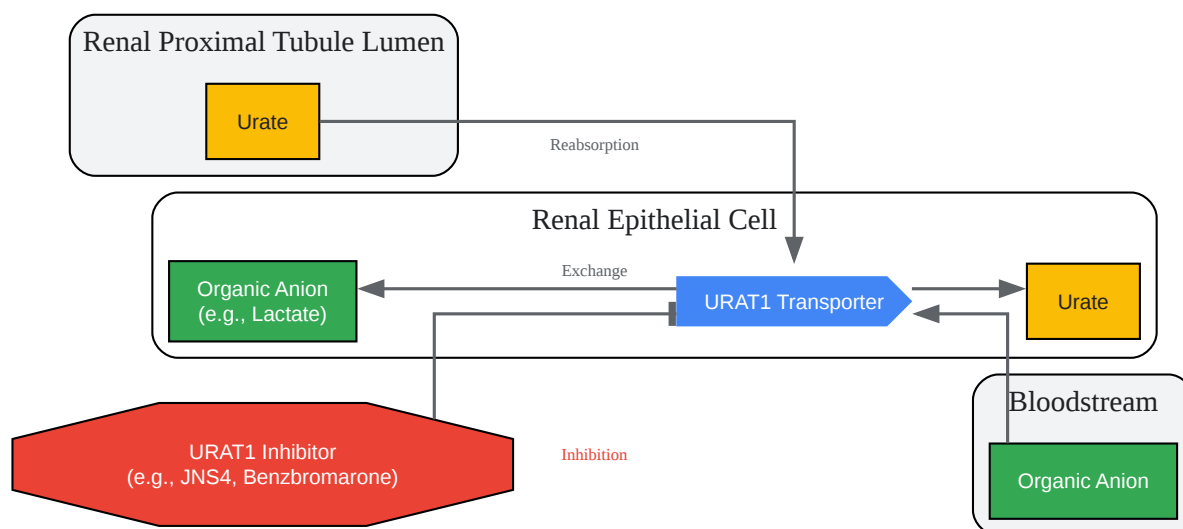 Renal Proximal Tubule Lumen
Urate
Reabsorption
Renal Epithelial Cell
Organic Anion
(e.g., Lactate)
Exchange
URAT1 Transporter
Urate
URAT1 Inhibitor
(e.g., JNS4, Benzbromarone)
Inhibition
Bloodstream
Organic Anion